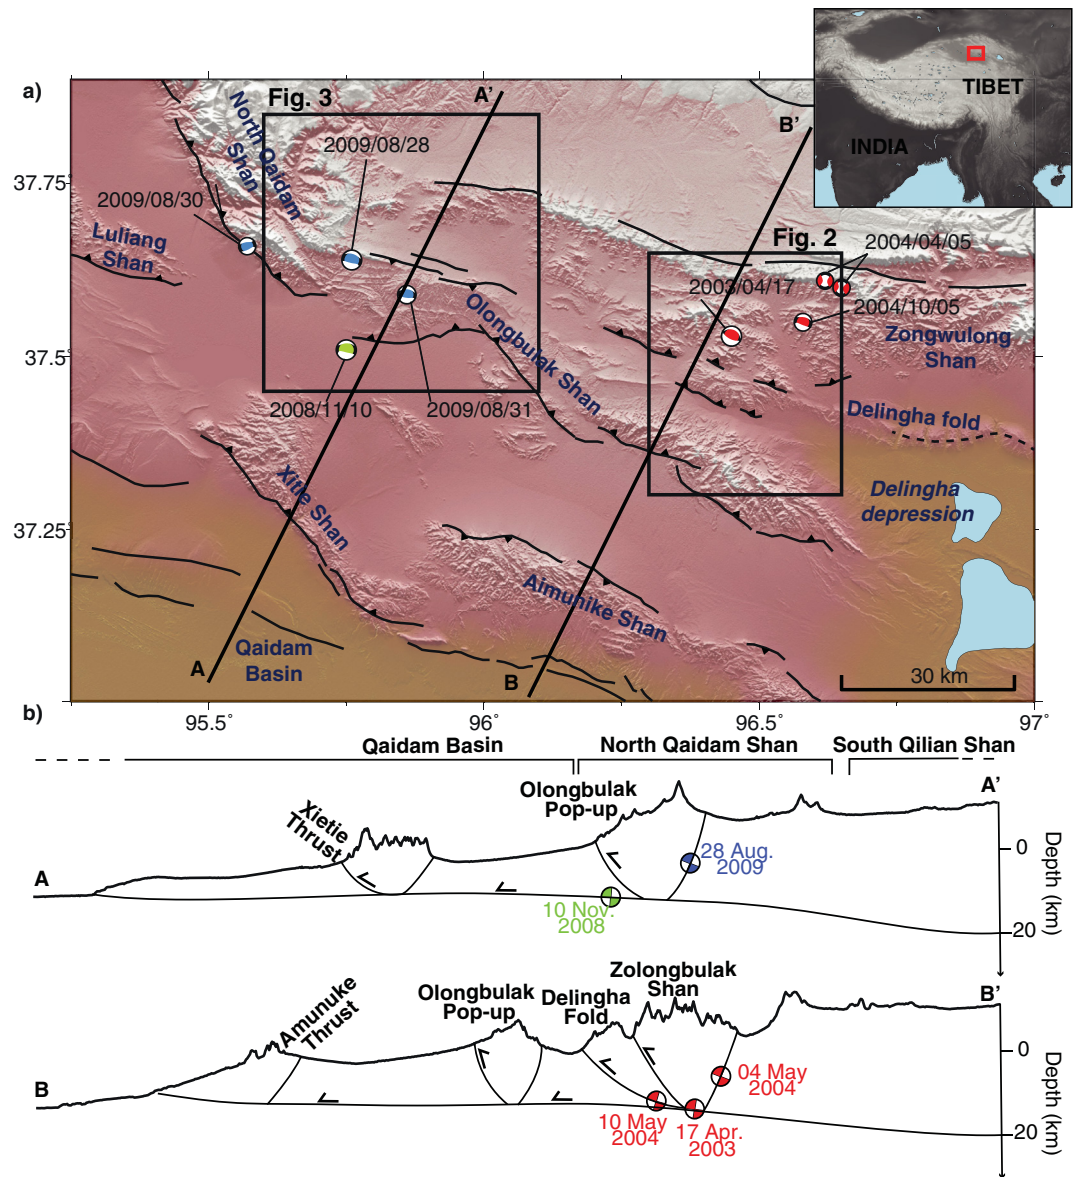 a)
Fig. 3
A’
B’
TIBET
INDIA
North Qaidam
Shan
2009/08/28
37.75°
2009/08/30
Luliang
Shan
Fig. 2
2004/04/05
2003/04/17
2004/10/05
Zongwulong
Shan
Olongbulak Shan
37.5°
2008/11/10
2009/08/31
Delingha fold
Xitie Shan
Delingha
depression
37.25°
Aimunike Shan
Qaidam
Basin
A
B
30 km
95.5°
96°
96.5°
97°
b)
Qaidam Basin
North Qaidam Shan
South Qilian Shan
Olongbulak
Pop-up
A’
Xietie
Thrust
28 Aug.
2009
0
A
10 Nov.
2008
20
Depth (km)
Zolongbulak
Shan
Olongbulak
Pop-up
Delingha
Fold
B’
Amunuke
Thrust
0
04 May
2004
B
10 May
2004
17 Apr.
2003
20
Depth (km)